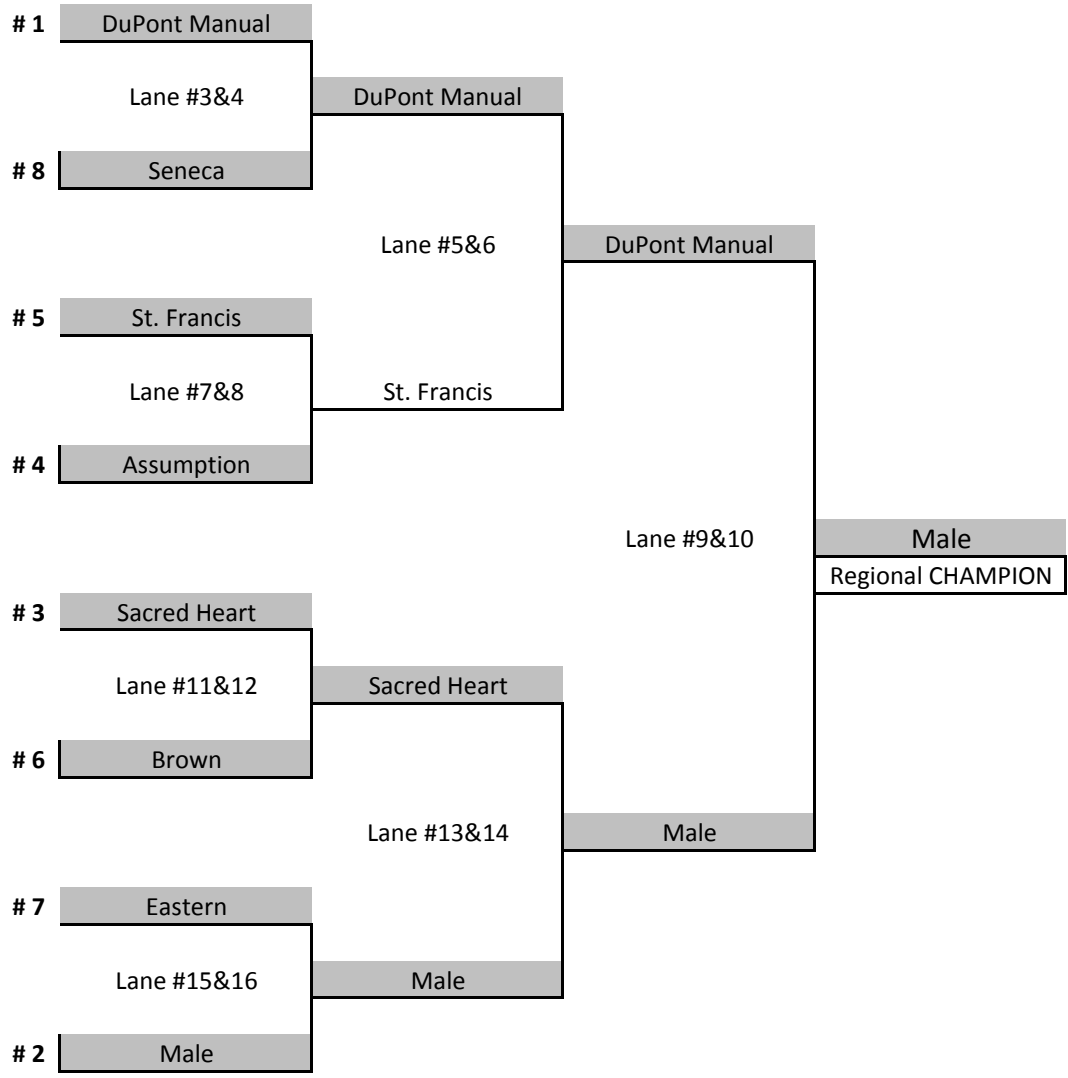 # 1 DuPont Manual
Lane #3&4 DuPont Manual
# 8 Seneca
Lane #5&6 DuPont Manual
# 5 St. Francis
Lane #7&8 St. Francis
# 4 Assumption
Lane #9&10 Male
Regional CHAMPION
# 3 Sacred Heart
Lane #11&12 Sacred Heart
# 6 Brown
Lane #13&14 Male
# 7 Eastern
Lane #15&16 Male
# 2 Male